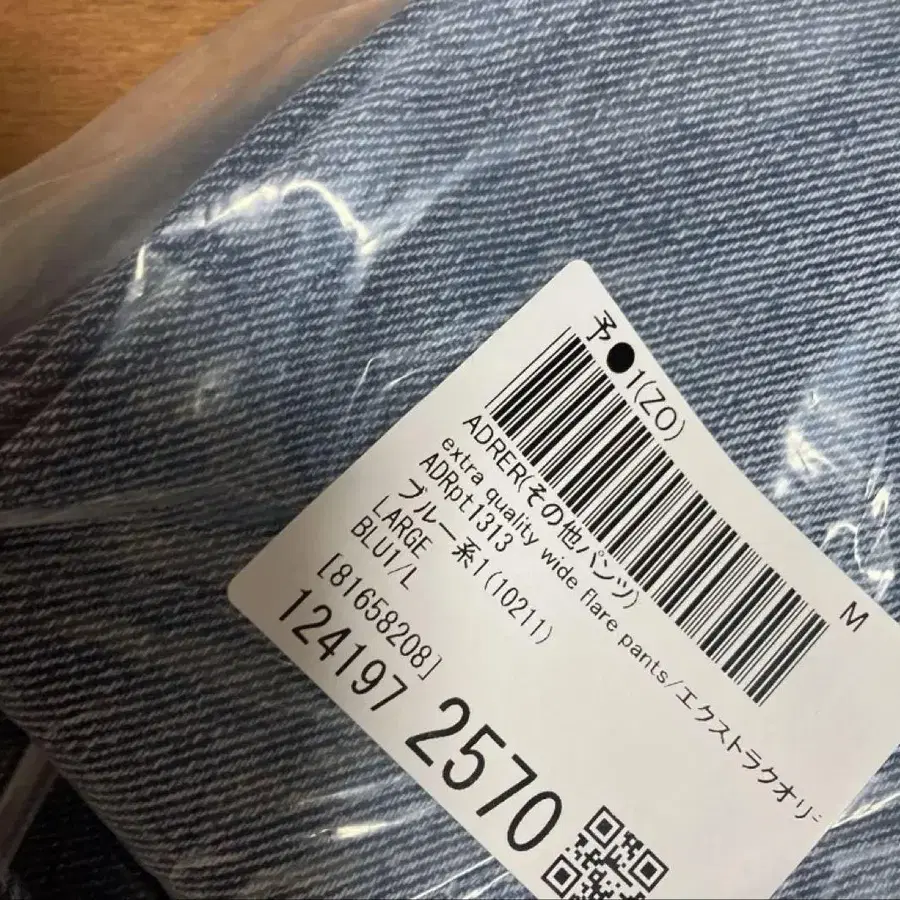 予●1(ZO)
M
ADRER(その他パンツ)
extra quality wide flare pants/エクストラクオリ
ADRpt1313
ブルー系1(10211)
LARGE
BLU1/L
[81658208]
124197 2570